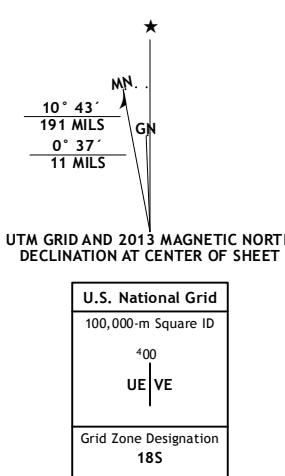 ★
MN
10° 43´
191 MILS
GN
0° 37´
11 MILS
UTM GRID AND 2013 MAGNETIC NORT
DECLINATION AT CENTER OF SHEET
U.S. National Grid
100,000-m Square ID
⁴00
UE VE
Grid Zone Designation
18S